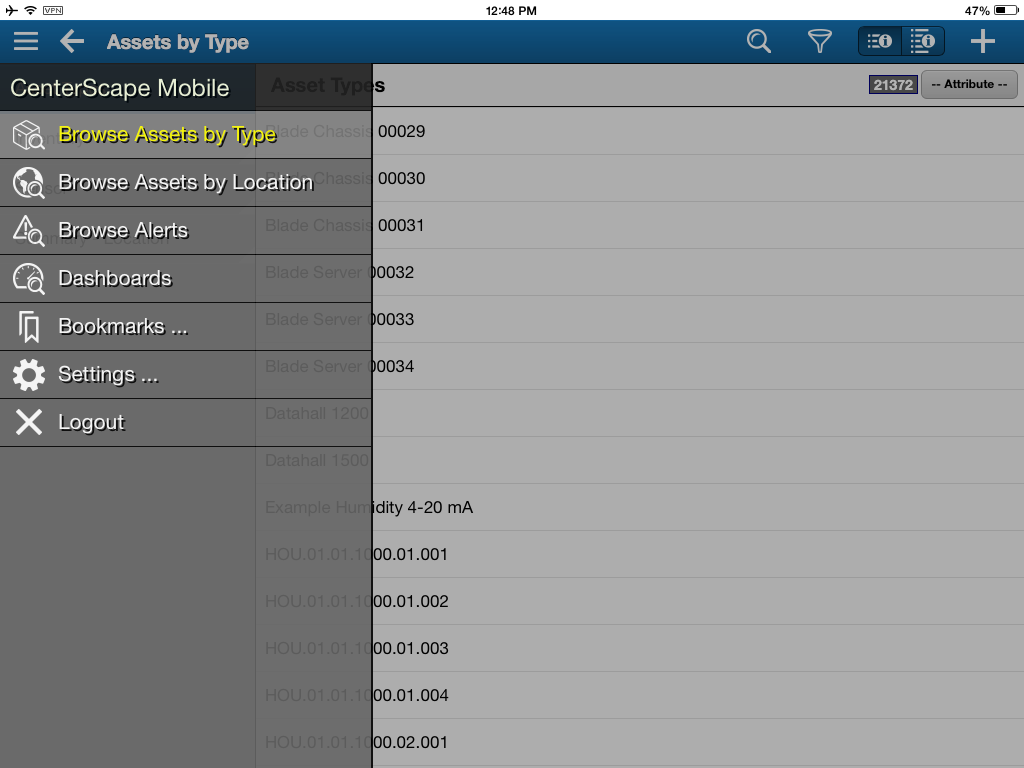 VPN 12:48 PM 47%
Assets by Type
CenterScape Mobile
Asset Types 21372 -- Attribute --
Browse Assets by Type
Browse Assets by Location
Browse Alerts
Dashboards
Bookmarks ...
Settings ...
Logout
Blade Chassis 00029
Blade Chassis 00030
Blade Chassis 00031
Blade Server 00032
Blade Server 00033
Blade Server 00034
Datahall 1200
Datahall 1500
Example Humidity 4-20 mA
HOU.01.01.1000.01.001
HOU.01.01.1000.01.002
HOU.01.01.1000.01.003
HOU.01.01.1000.01.004
HOU.01.01.1000.02.001